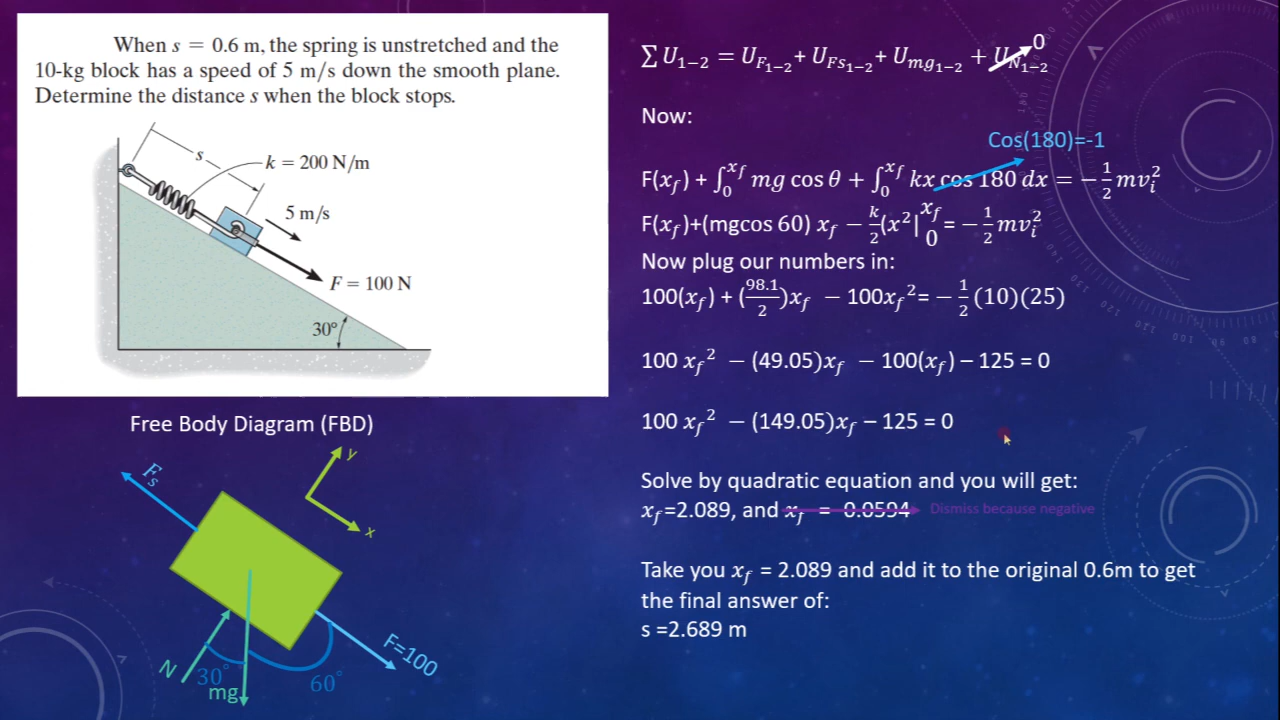 When s = 0.6 m, the spring is unstretched and the
10-kg block has a speed of 5 m/s down the smooth plane.
Determine the distance s when the block stops.
s
k = 200 N/m
5 m/s
F = 100 N
30°
Free Body Diagram (FBD)
y
x
Fs
N
30°
mg
60°
F=100
∑U₁₋₂ = U_F₁₋₂ + U_Fs₁₋₂ + U_mg₁₋₂ + U_N₁₋₂ 0
Now:
Cos(180)=-1
F(x_f) + ∫₀^x_f mg cos θ + ∫₀^x_f kx cos 180 dx = −½mv_i²
F(x_f)+(mgcos 60) x_f − k/2 (x²|₀^x_f = −½mv_i²
Now plug our numbers in:
100(x_f) + (98.1/2)x_f − 100x_f² = −½(10)(25)
100 x_f² − (49.05)x_f − 100(x_f) − 125 = 0
100 x_f² − (149.05)x_f − 125 = 0
Solve by quadratic equation and you will get:
x_f=2.089, and x_f = 0.0594 Dismiss because negative
Take you x_f = 2.089 and add it to the original 0.6m to get
the final answer of:
s =2.689 m